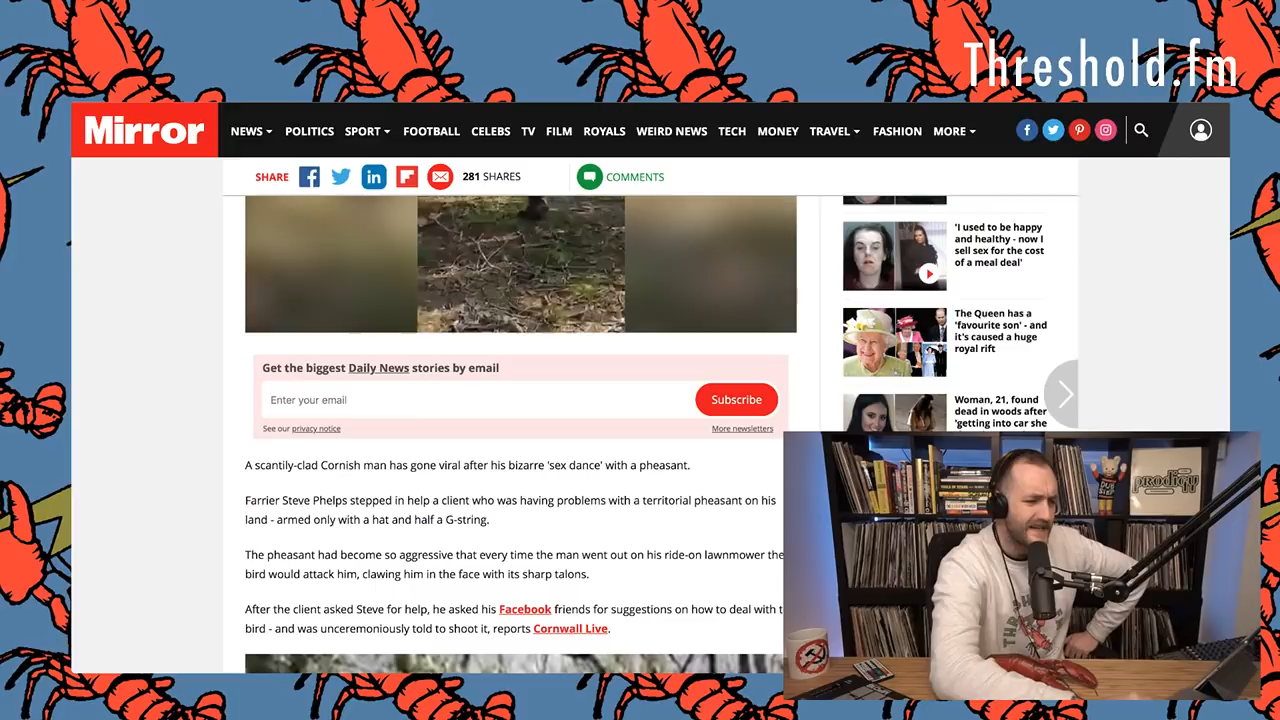 Threshold.fm
Mirror
NEWS POLITICS SPORT FOOTBALL CELEBS TV FILM ROYALS WEIRD NEWS TECH MONEY TRAVEL FASHION MORE
SHARE 281 SHARES COMMENTS
'I used to be happy
and healthy - now I
sell sex for the cost
of a meal deal'
The Queen has a
'favourite son' - and
it's caused a huge
royal rift
Woman, 21, found
dead in woods after
'getting into car she
Get the biggest Daily News stories by email
Enter your email
Subscribe
See our privacy notice
More newsletters
A scantily-clad Cornish man has gone viral after his bizarre 'sex dance' with a pheasant.
Farrier Steve Phelps stepped in help a client who was having problems with a territorial pheasant on his
land - armed only with a hat and half a G-string.
The pheasant had become so aggressive that every time the man went out on his ride-on lawnmower the
bird would attack him, clawing him in the face with its sharp talons.
After the client asked Steve for help, he asked his Facebook friends for suggestions on how to deal with t
bird - and was unceremoniously told to shoot it, reports Cornwall Live.
prodigy